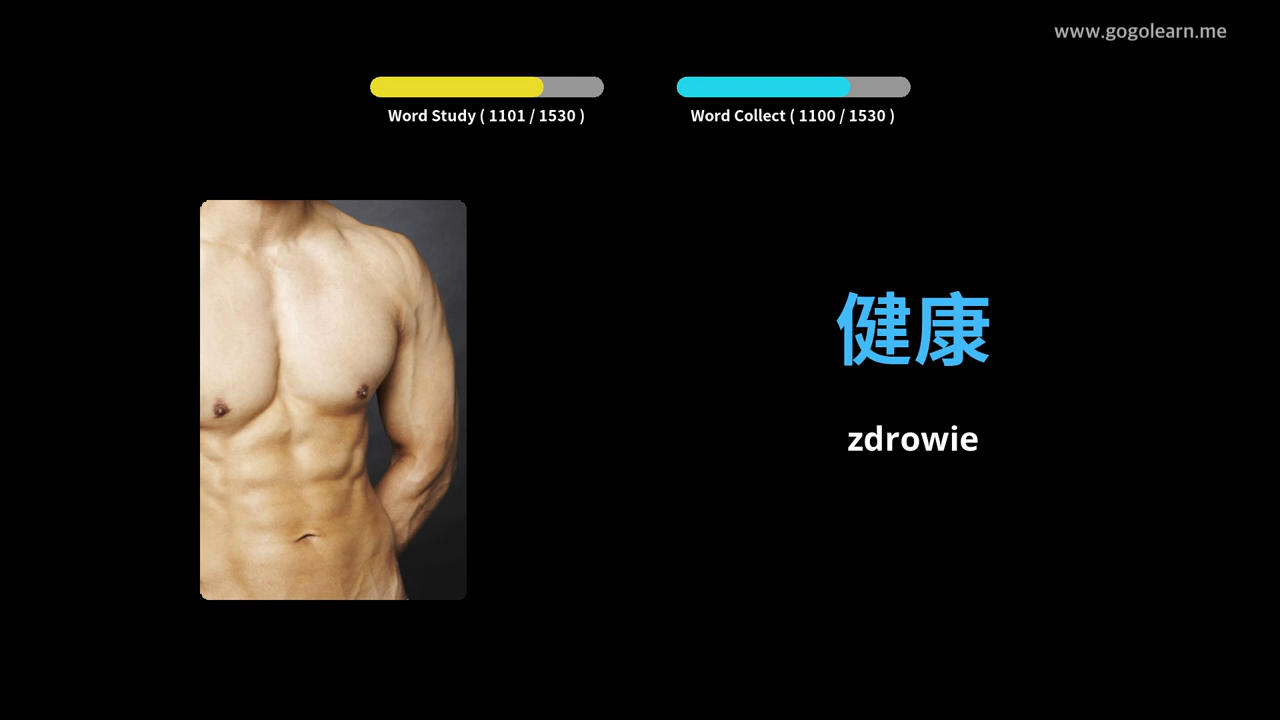 www.gogolearn.me
Word Study ( 1101 / 1530 )
Word Collect ( 1100 / 1530 )
健康
zdrowie